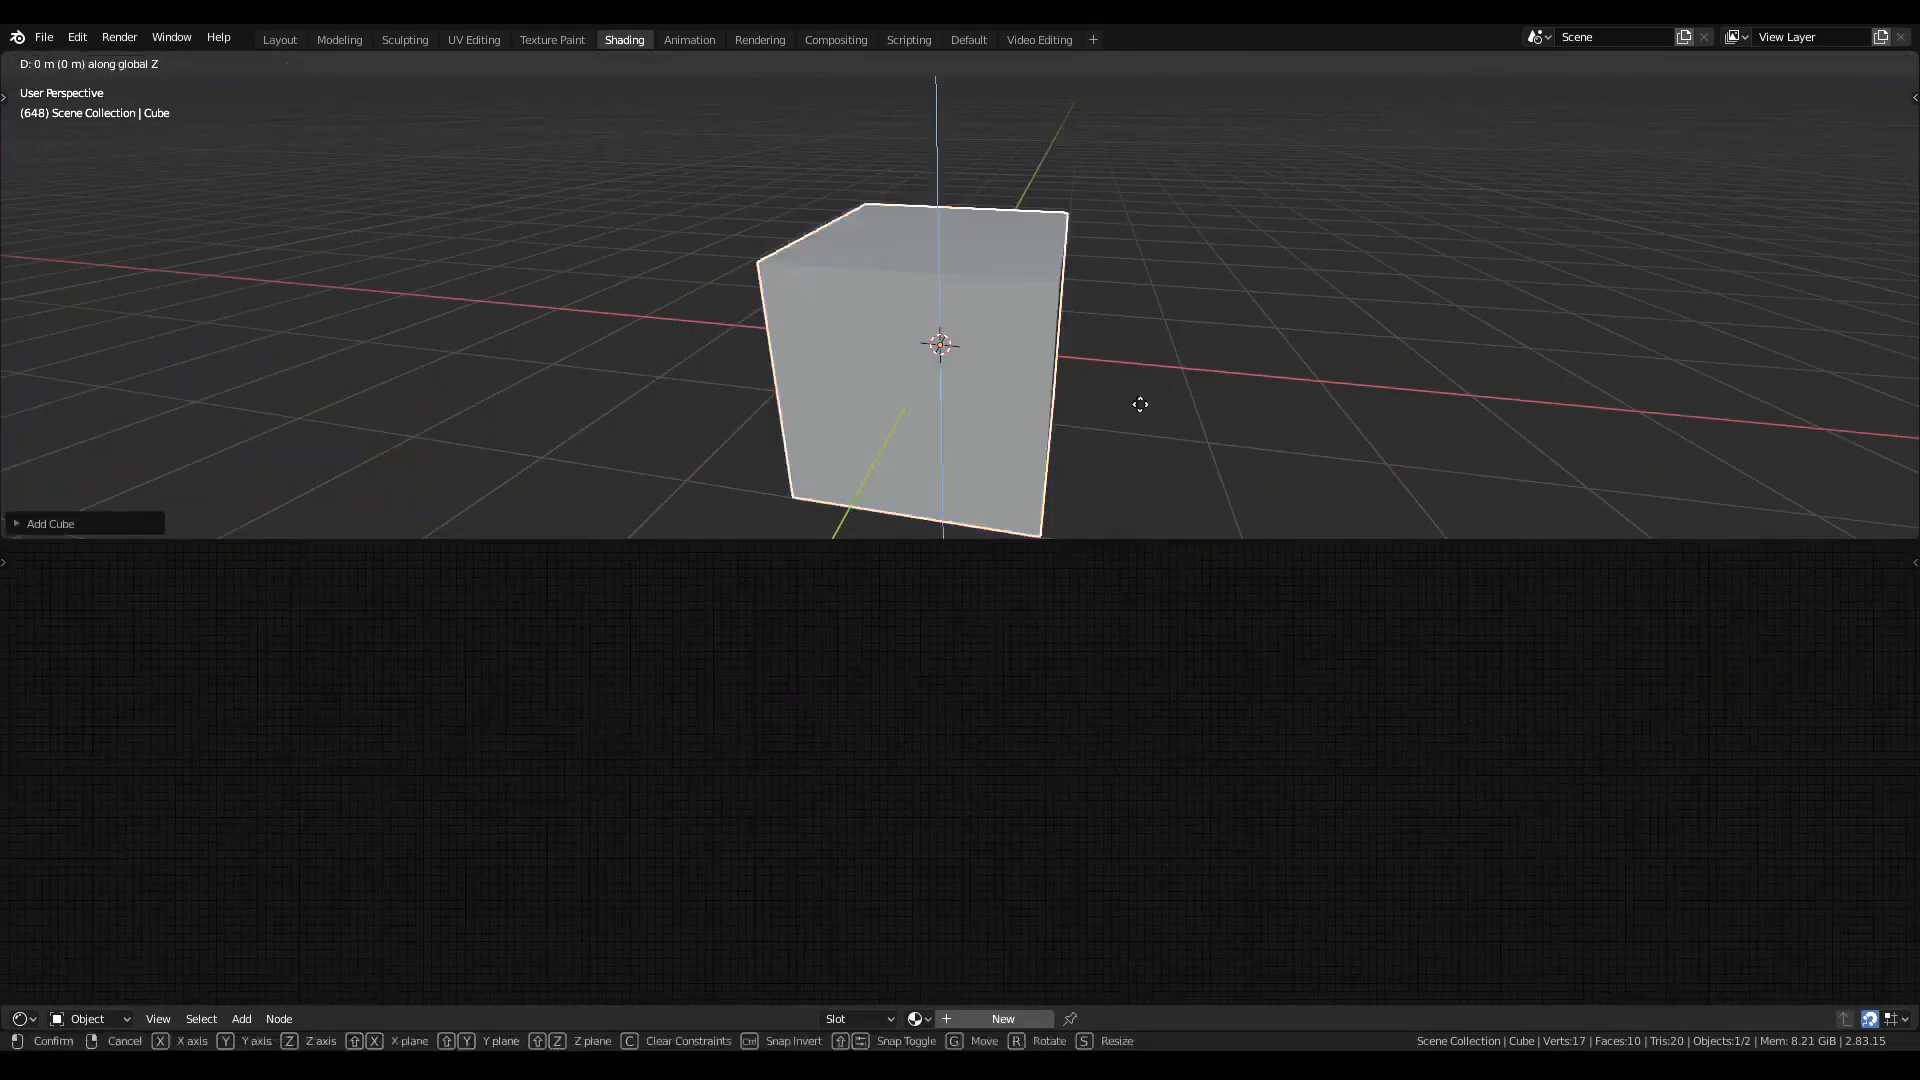 File Edit Render Window Help Layout Modeling Sculpting UV Editing Texture Paint Shading Animation Rendering Compositing Scripting Default Video Editing + Scene View Layer
D: 0 m (0 m) along global Z
User Perspective
(648) Scene Collection | Cube
Add Cube
Object View Select Add Node Slot + New
Confirm Cancel X X axis Y Y axis Z Z axis X X plane Y Y plane Z Z plane C Clear Constraints Ctrl Snap Invert Snap Toggle G Move R Rotate S Resize Scene Collection | Cube | Verts:17 | Faces:10 | Tris:20 | Objects:1/2 | Mem: 8.21 GiB | 2.83.15